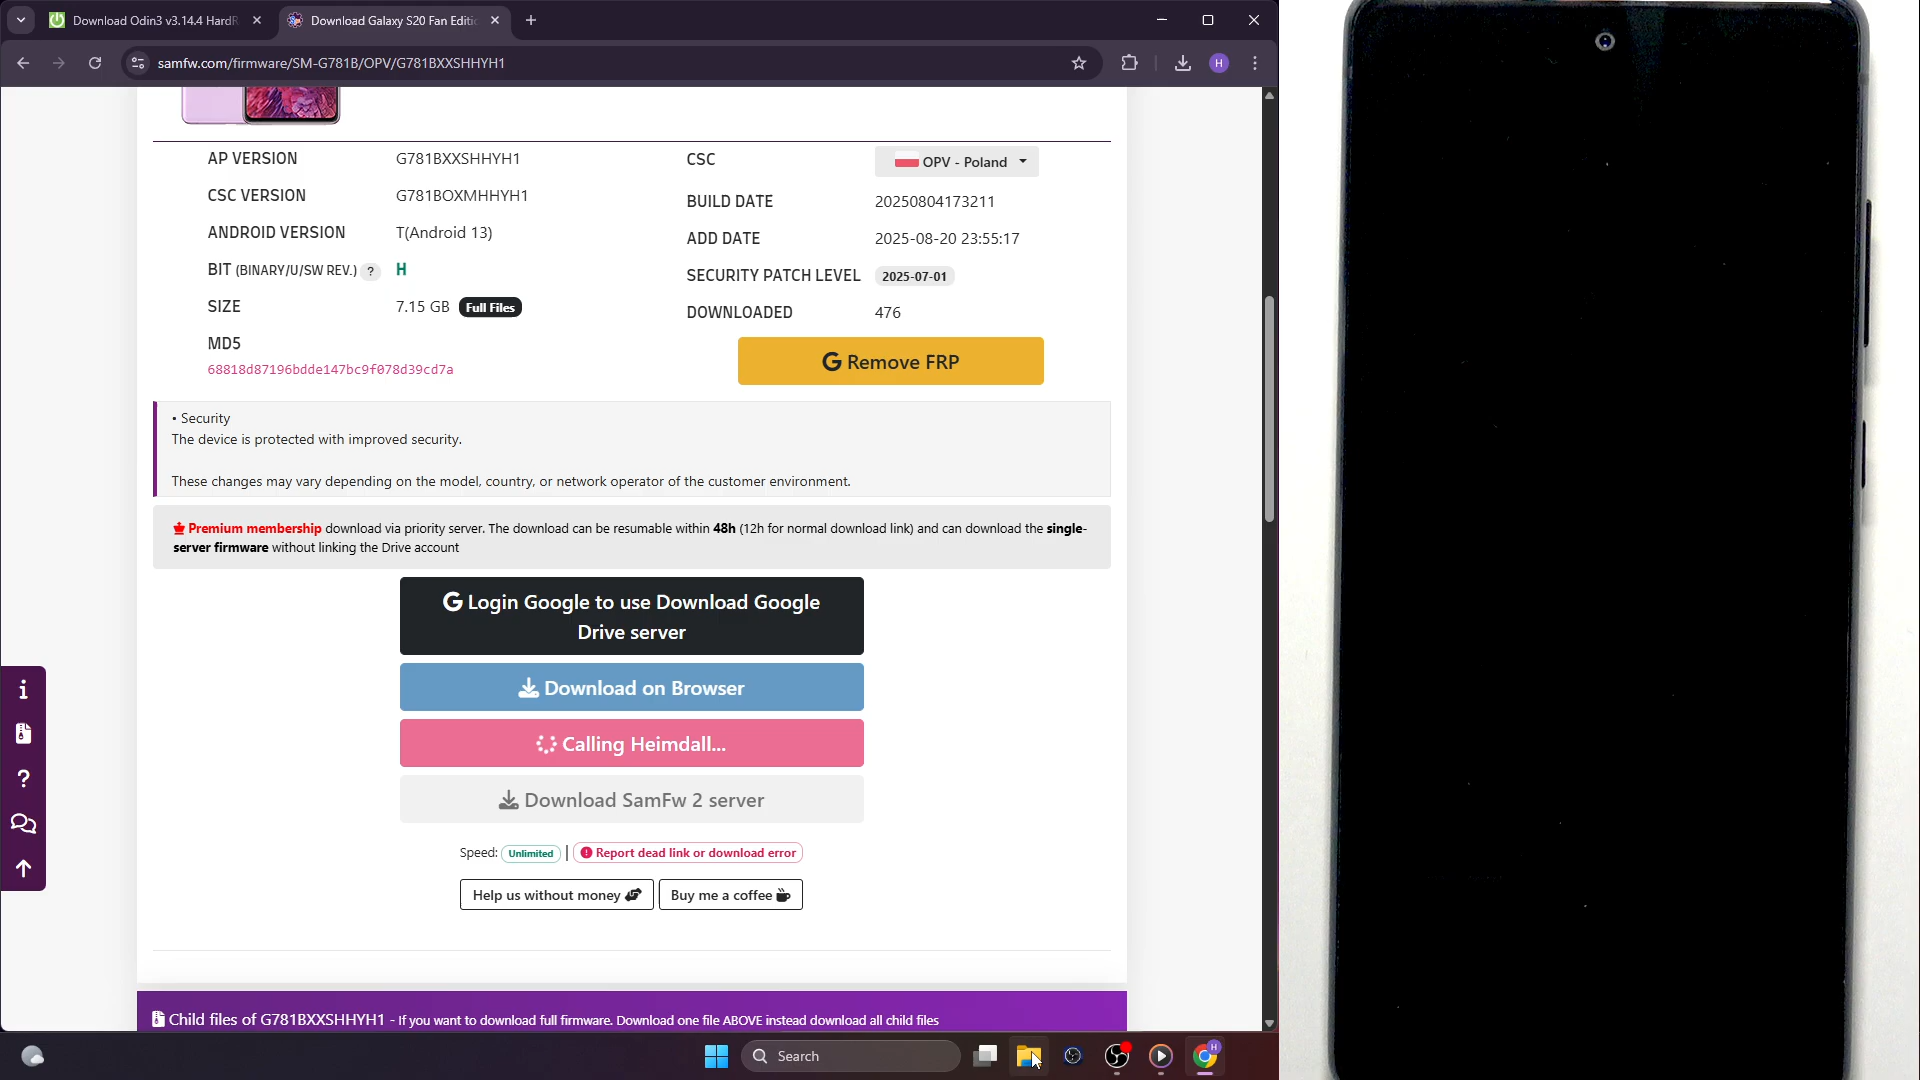 Download Odin3 v3.14.4 HardR
Download Galaxy S20 Fan Editio
samfw.com/firmware/SM-G781B/OPV/G781BXXSHHYH1
H
AP VERSION
G781BXXSHHYH1
CSC
OPV - Poland
CSC VERSION
G781BOXMHHYH1
BUILD DATE
20250804173211
ANDROID VERSION
T(Android 13)
ADD DATE
2025-08-20 23:55:17
BIT (BINARY/U/SW REV.) ?
H
SECURITY PATCH LEVEL
2025-07-01
SIZE
7.15 GB Full Files
DOWNLOADED
476
MD5
68818d87196bdde147bc9f078d39cd7a
Remove FRP
• Security
The device is protected with improved security.
These changes may vary depending on the model, country, or network operator of the customer environment.
Premium membership download via priority server. The download can be resumable within 48h (12h for normal download link) and can download the single-
server firmware without linking the Drive account
Login Google to use Download Google
Drive server
Download on Browser
Calling Heimdall...
Download SamFw 2 server
Speed: Unlimited | Report dead link or download error
Help us without money
Buy me a coffee
Child files of G781BXXSHHYH1 - If you want to download full firmware. Download one file ABOVE instead download all child files
Search
H